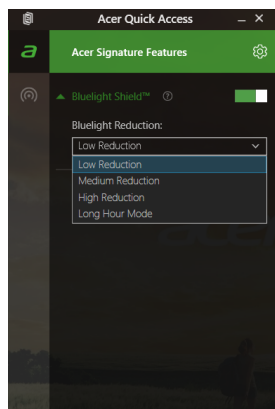 Acer Quick Access
a
Acer Signature Features
Bluelight Shield™ ?
Bluelight Reduction:
Low Reduction
Low Reduction
Medium Reduction
High Reduction
Long Hour Mode
acer